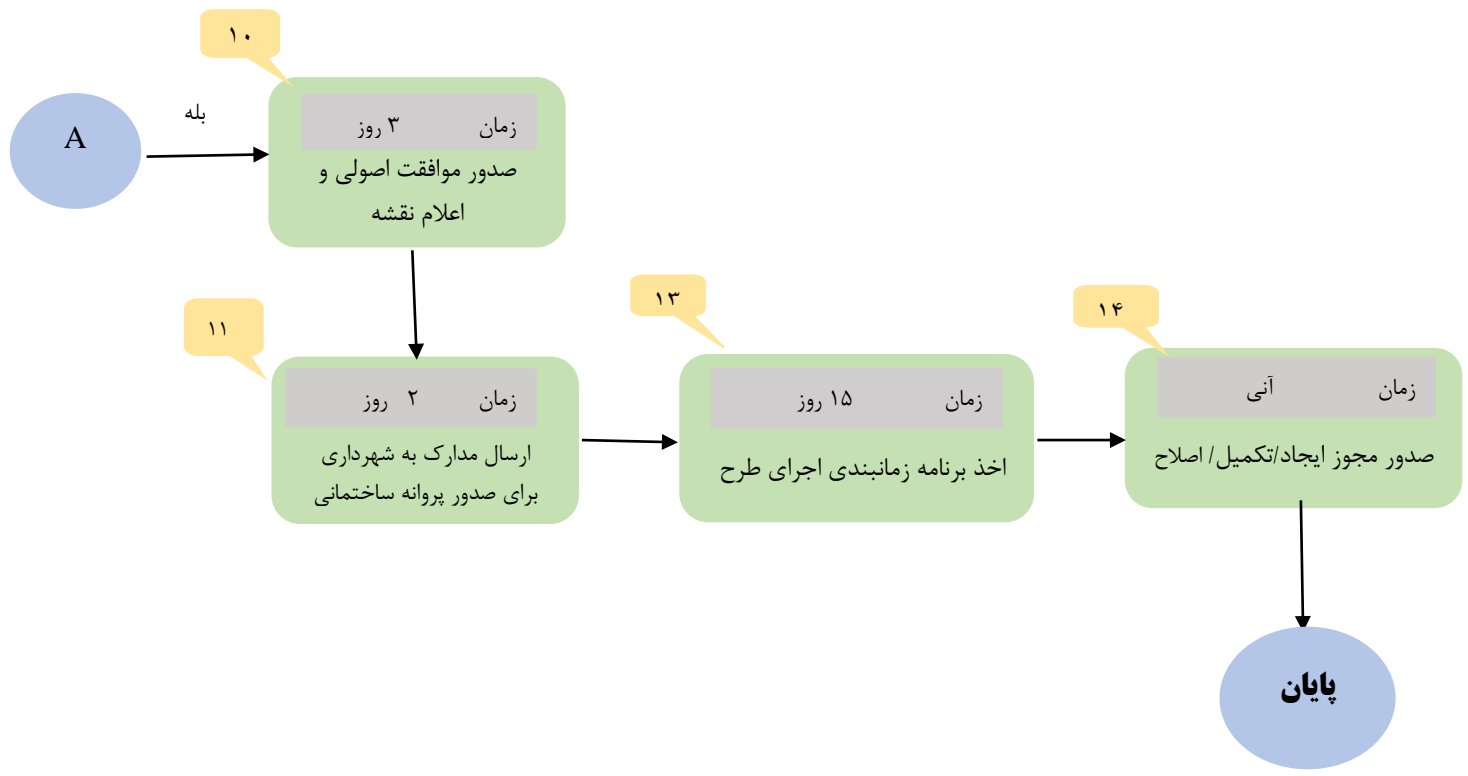 ۱۰
A
بله
زمان ۳ روز
صدور موافقت اصولی و
اعلام نقشه
۱۱
زمان ۲ روز
ارسال مدارک به شهرداری
برای صدور پروانه ساختمانی
۱۳
زمان ۱۵ روز
اخذ برنامه زمانبندی اجرای طرح
۱۴
زمان آنی
صدور مجوز ایجاد/تکمیل/ اصلاح
پایان